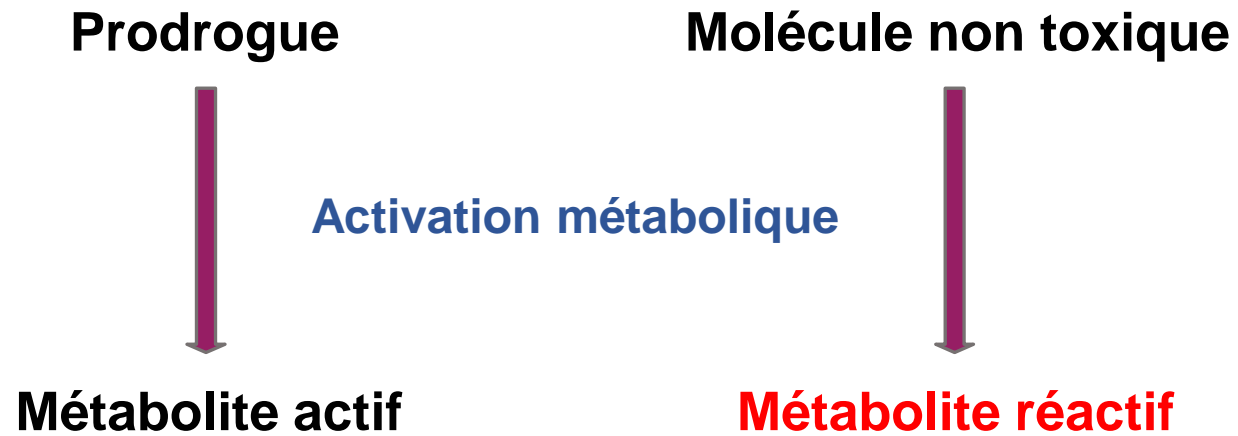 Prodrogue
Molécule non toxique
Activation métabolique
Métabolite actif
Métabolite réactif